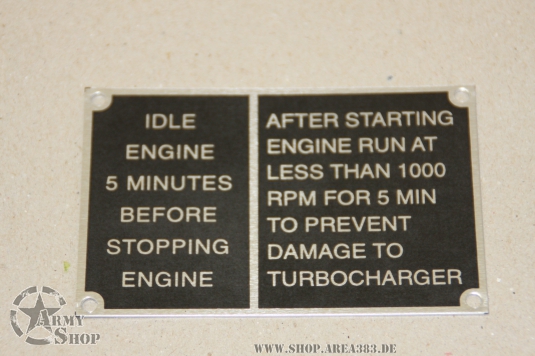 IDLE
ENGINE
5 MINUTES
BEFORE
STOPPING
ENGINE
AFTER STARTING
ENGINE RUN AT
LESS THAN 1000
RPM FOR 5 MIN
TO PREVENT
DAMAGE TO
TURBOCHARGER
ARMY
SHOP
WWW.SHOP.AREA383.DE